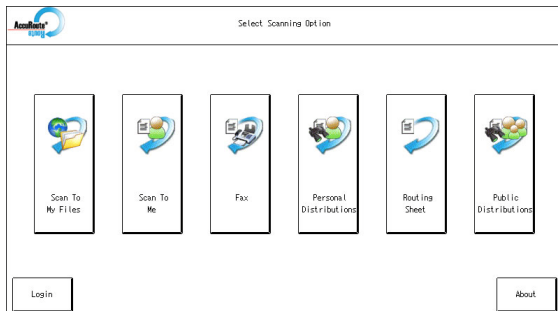 AccuRoute®
Select Scanning Option
Scan To
My Files
Scan To
Me
Fax
Personal
Distributions
Routing
Sheet
Public
Distributions
Login
About